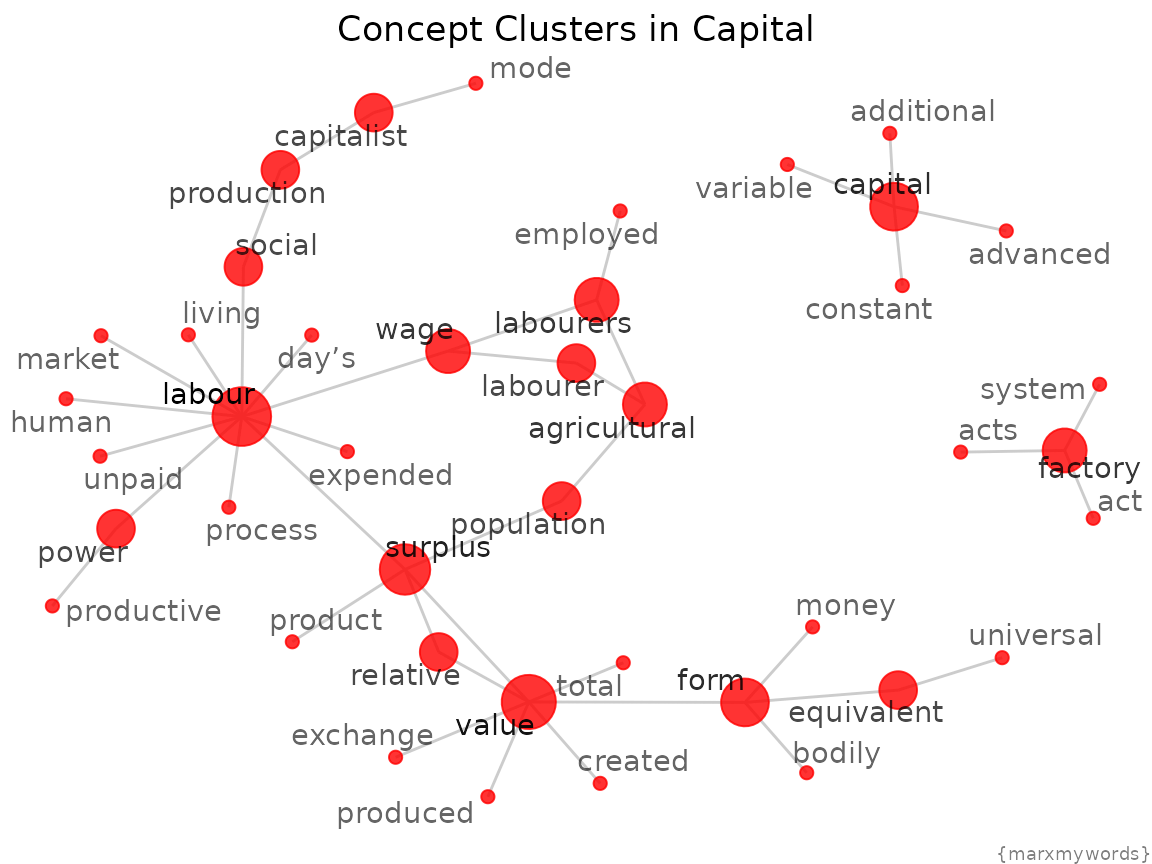 Concept Clusters in Capital
mode
additional
capitalist
capital
variable
production
employed
social
advanced
living
constant
wage
labourers
market
day’s
labourer
system
labour
human
agricultural
acts
factory
unpaid
expended
act
process
population
power
surplus
productive
product
money
universal
relative
form
total
value
equivalent
exchange
created
bodily
produced
{marxmywords}